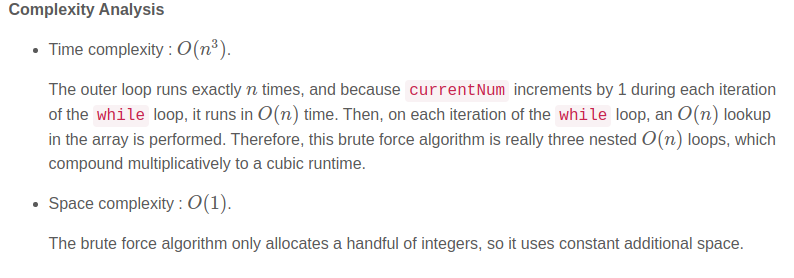 Complexity Analysis
• Time complexity : O(n³).
The outer loop runs exactly n times, and because currentNum increments by 1 during each iteration
of the while loop, it runs in O(n) time. Then, on each iteration of the while loop, an O(n) lookup
in the array is performed. Therefore, this brute force algorithm is really three nested O(n) loops, which
compound multiplicatively to a cubic runtime.
• Space complexity : O(1).
The brute force algorithm only allocates a handful of integers, so it uses constant additional space.